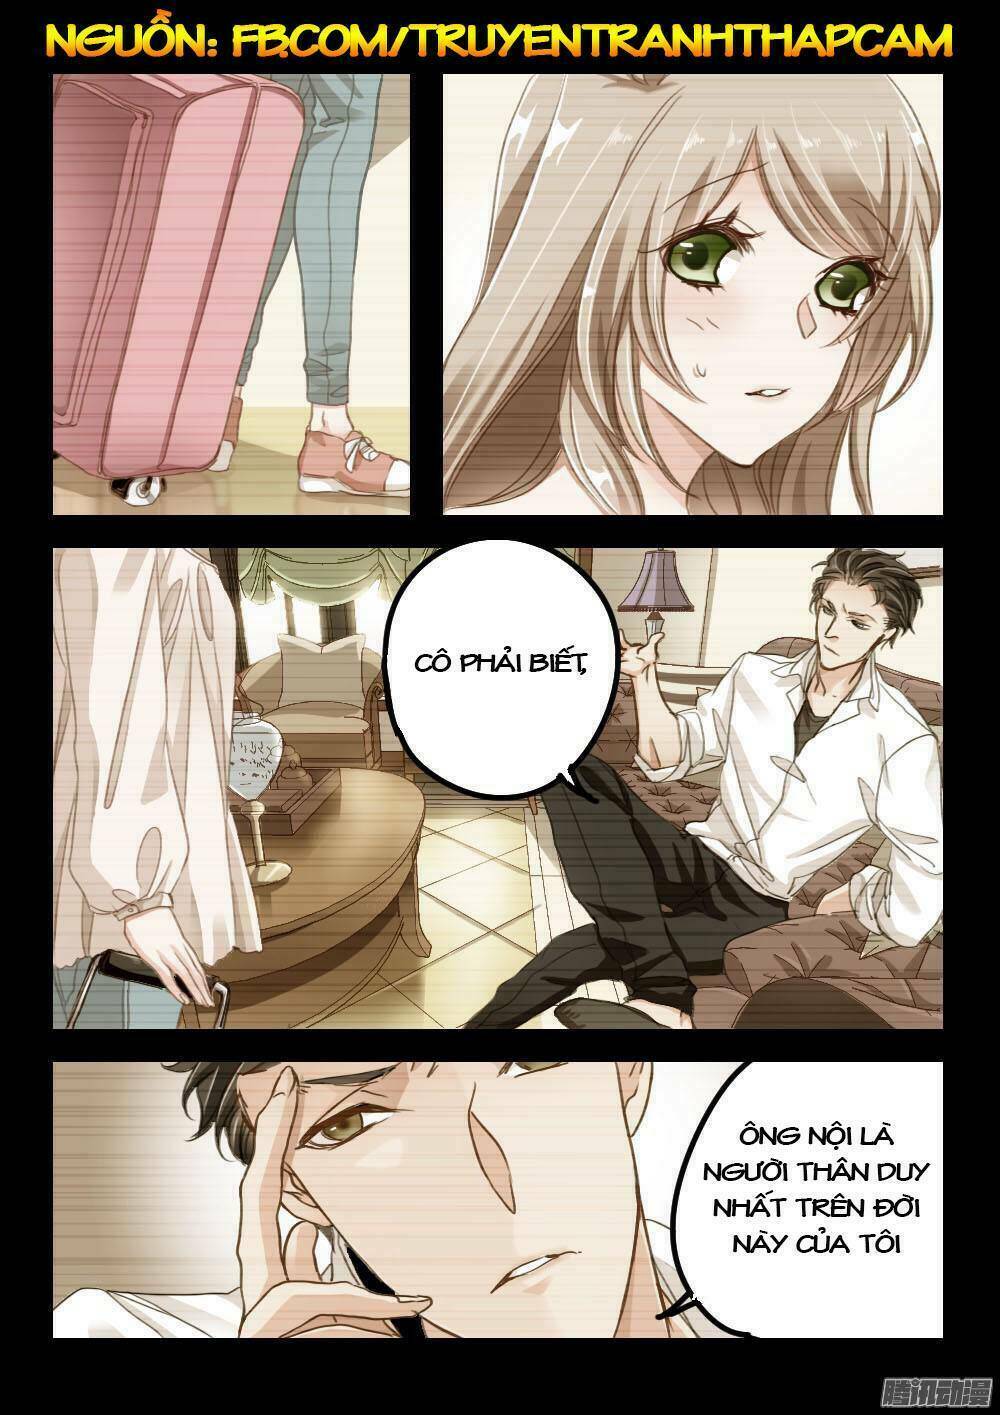 NGUỒN: FB.COM/TRUYENTRANHTHAPCAM
CÔ PHẢI BIẾT,
ÔNG NỘI LÀ
NGƯỜI THÂN DUY
NHẤT TRÊN ĐỜI
NÀY CỦA TÔI
腾讯动漫